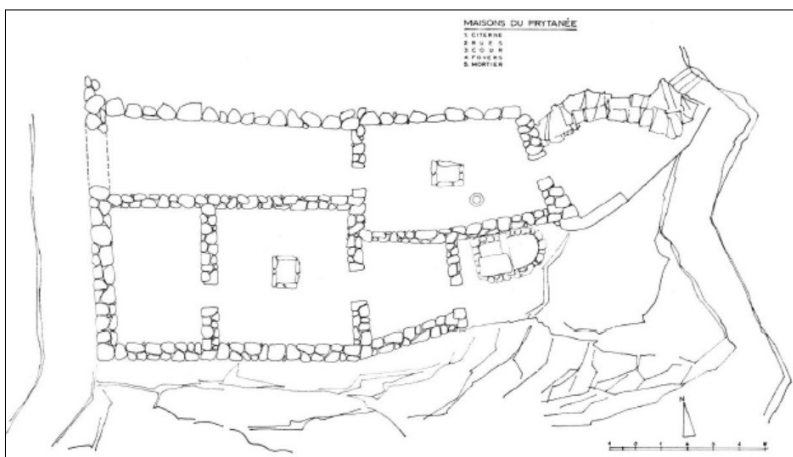 MAISONS DU PRYTANÉE
1. CITERNE
2 RUES
3. COUR
4. FOYERS
5. MORTIER
N